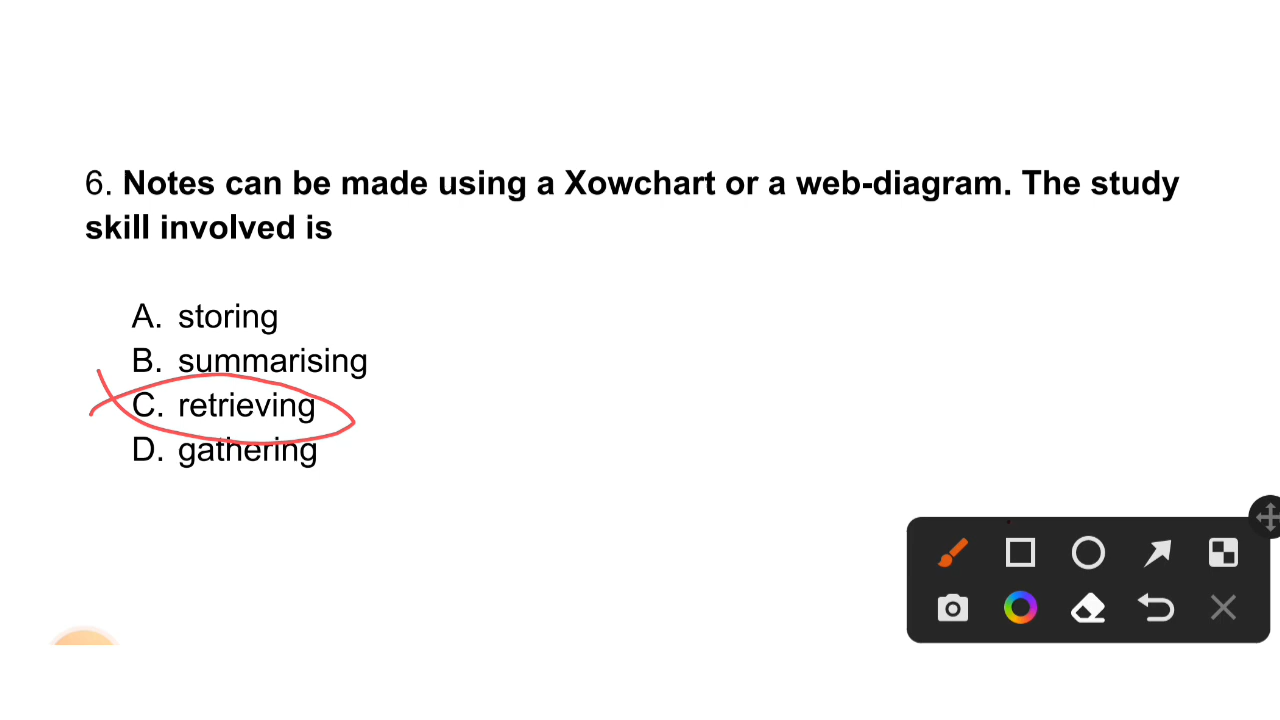 6. Notes can be made using a Xowchart or a web-diagram. The study
skill involved is
A. storing
B. summarising
C. retrieving
D. gathering